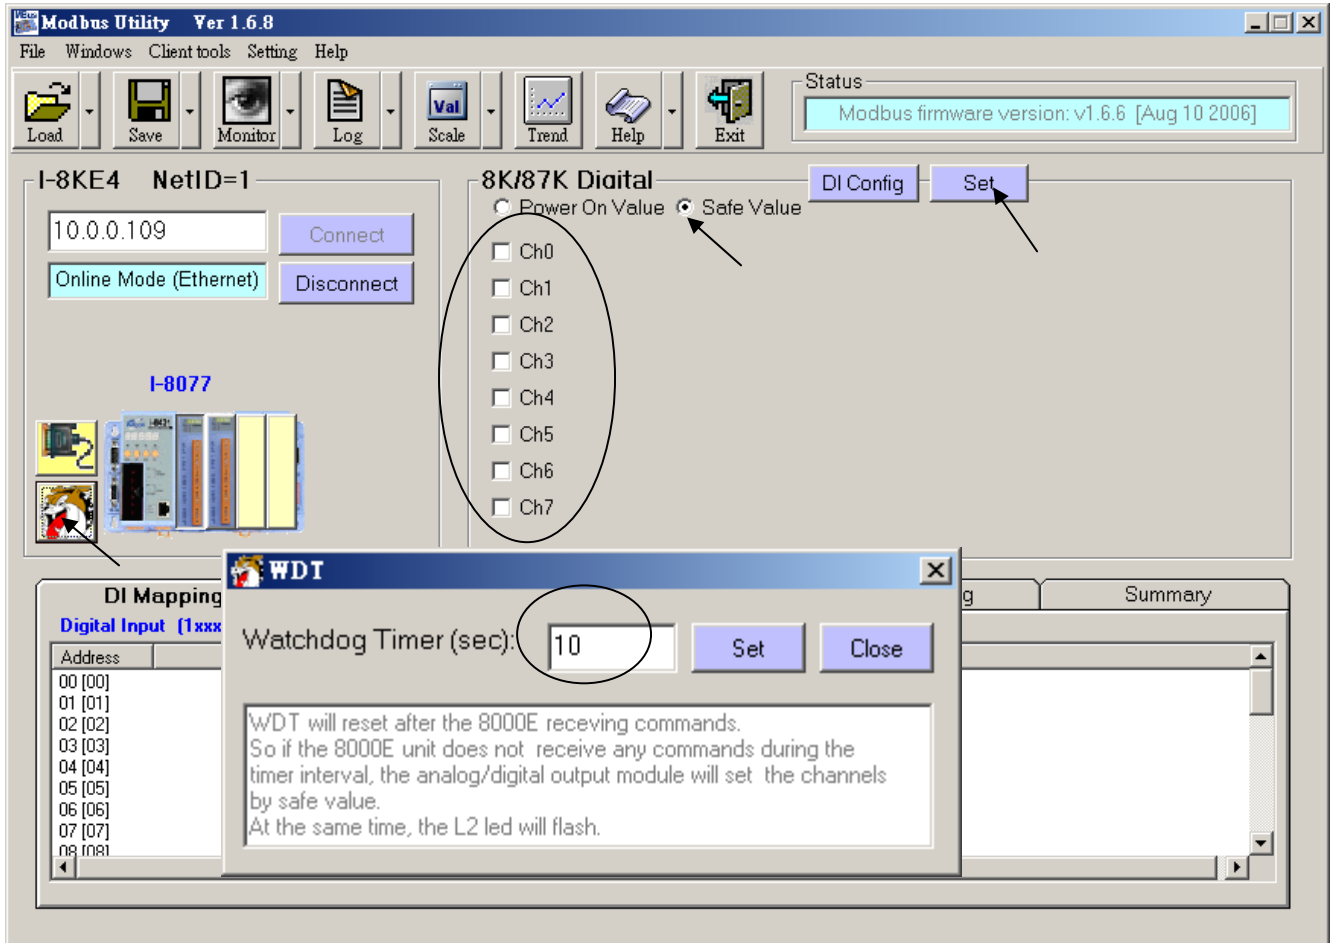 Modbus Utility Ver 1.6.8
File Windows Client tools Setting Help
Load Save Monitor Log Val Scale Trend Help Exit
Status
Modbus firmware version: v1.6.6 [Aug 10 2006]
I-8KE4 NetID=1
10.0.0.109
Connect
Online Mode (Ethernet)
Disconnect
I-8077
8K/87K Digital
DI Config
Set
Power On Value Safe Value
Ch0
Ch1
Ch2
Ch3
Ch4
Ch5
Ch6
Ch7
DI Mapping
g
Summary
Digital Input (1xxx
Address
00 [00]
01 [01]
02 [02]
03 [03]
04 [04]
05 [05]
06 [06]
07 [07]
08 [08]
WDT
Watchdog Timer (sec):
10
Set
Close
WDT will reset after the 8000E receving commands.
So if the 8000E unit does not receive any commands during the
timer interval, the analog/digital output module will set the channels
by safe value.
At the same time, the L2 led will flash.